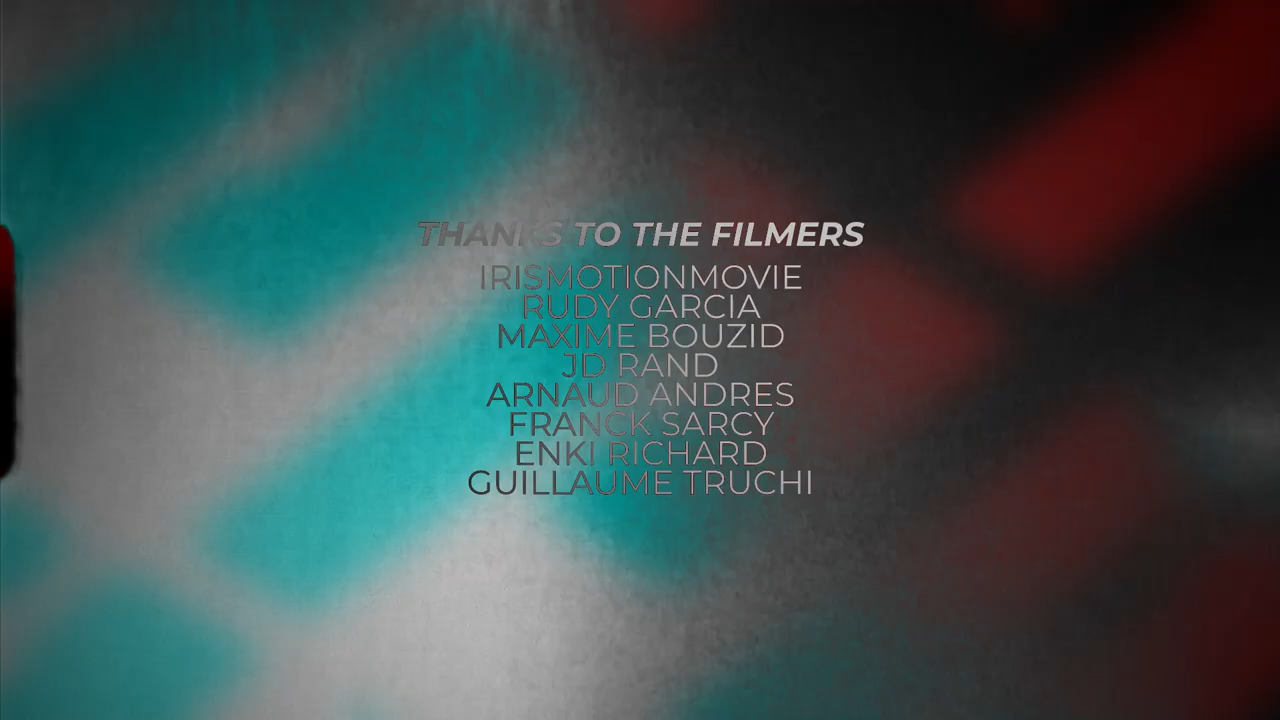 THANKS TO THE FILMERS
IRISMOTIONMOVIE
RUDY GARCIA
MAXIME BOUZID
JD RAND
ARNAUD ANDRES
FRANCK SARCY
ENKI RICHARD
GUILLAUME TRUCHI